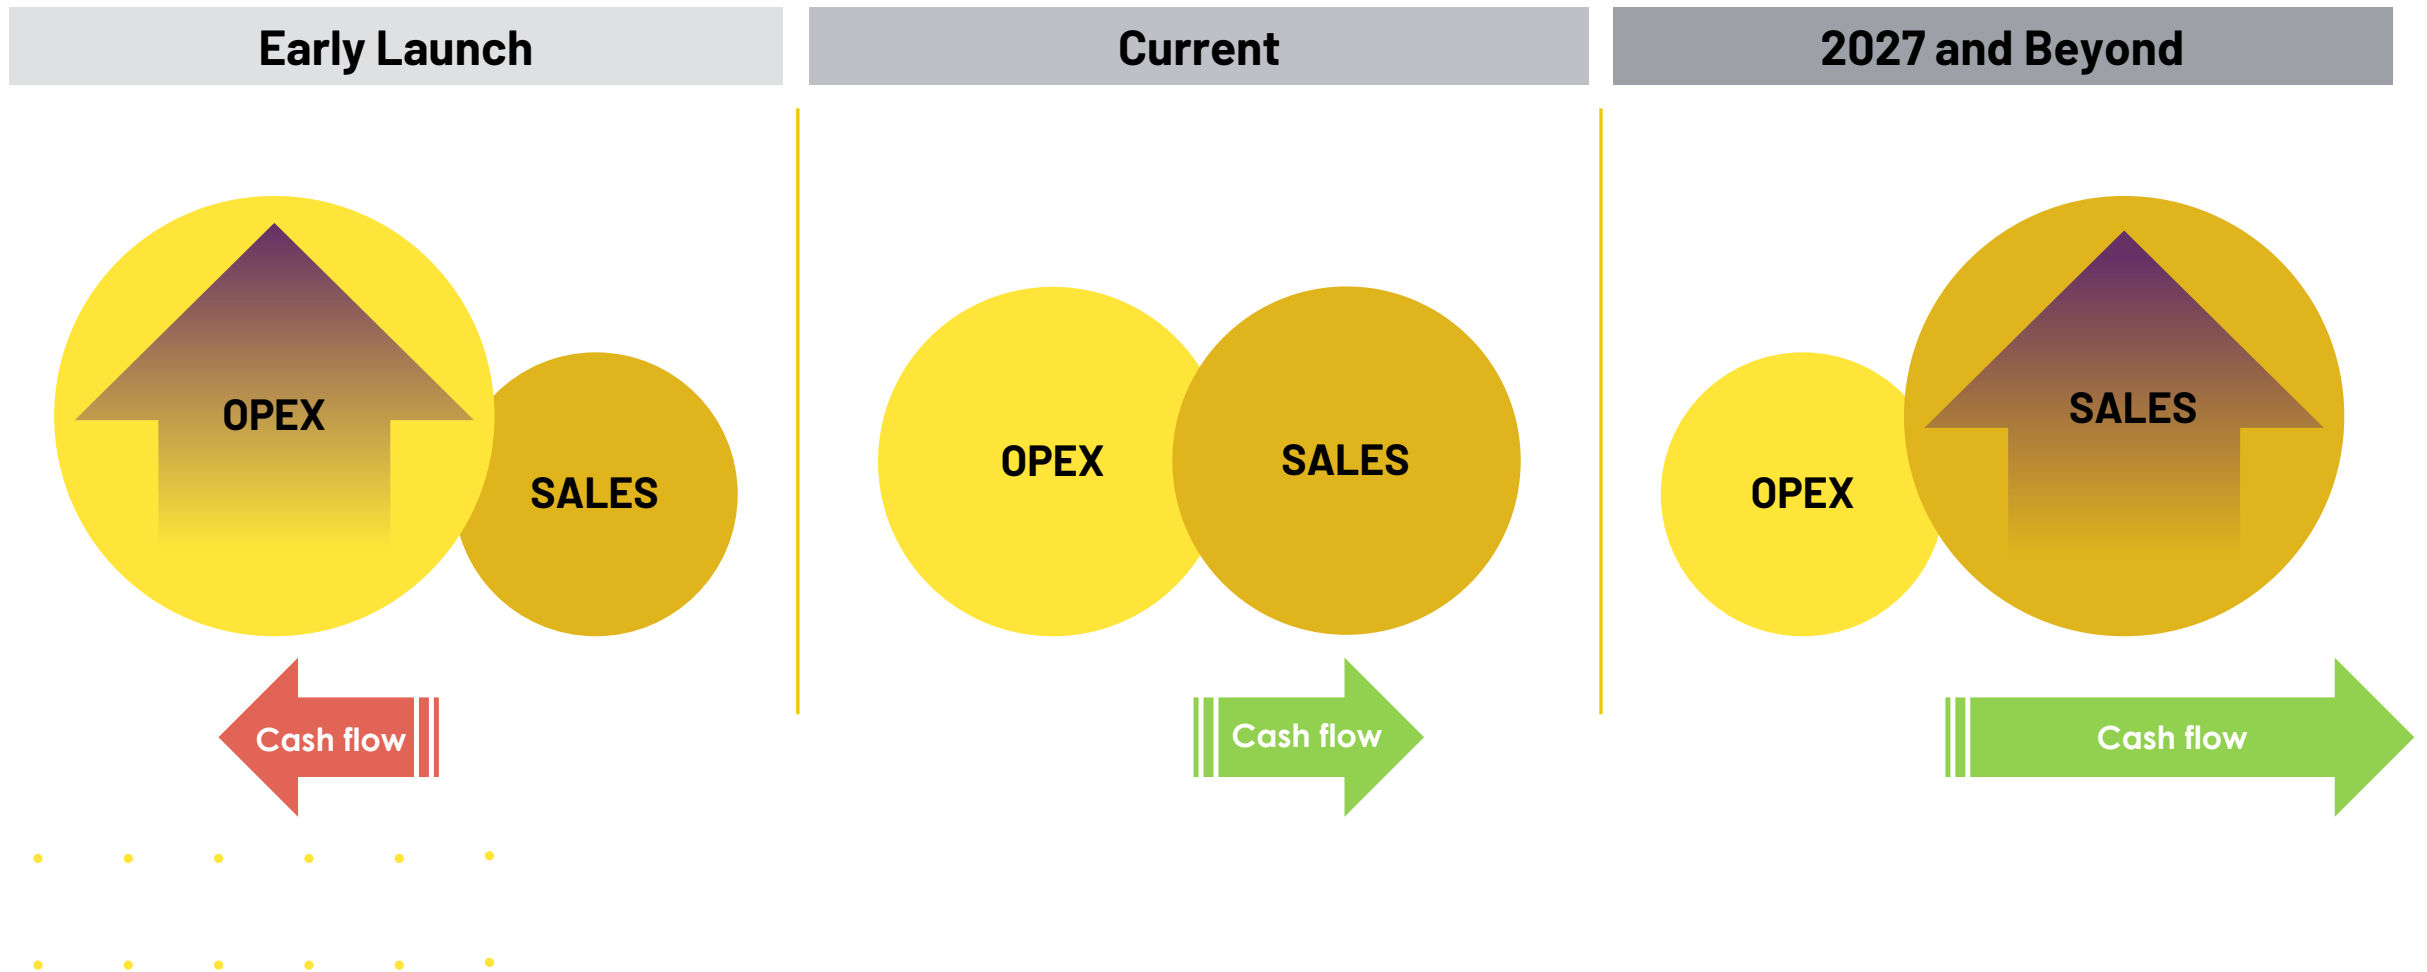 Early Launch
Current
2027 and Beyond
OPEX
SALES
Cash flow
OPEX
SALES
Cash flow
OPEX
SALES
Cash flow